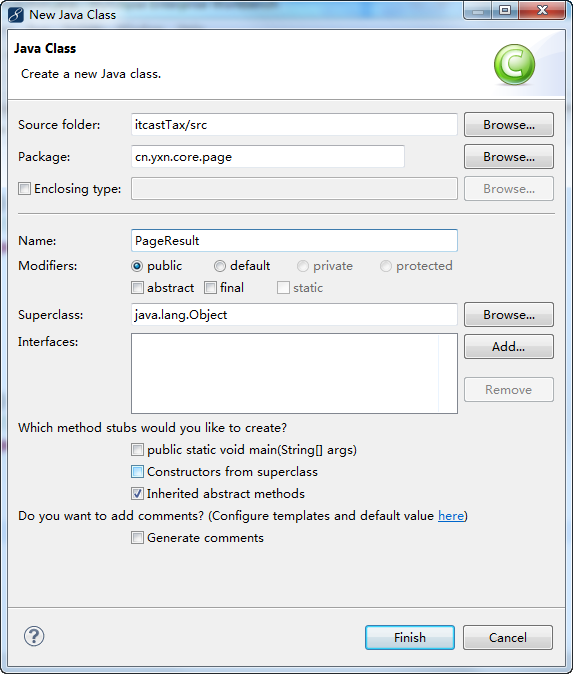 New Java Class
Java Class
Create a new Java class.
Source folder: itcastTax/src Browse...
Package: cn.yxn.core.page Browse...
Enclosing type: Browse...
Name: PageResult
Modifiers: public default private protected
abstract final static
Superclass: java.lang.Object Browse...
Interfaces: Add...
Remove
Which method stubs would you like to create?
public static void main(String[] args)
Constructors from superclass
Inherited abstract methods
Do you want to add comments? (Configure templates and default value here)
Generate comments
? Finish Cancel